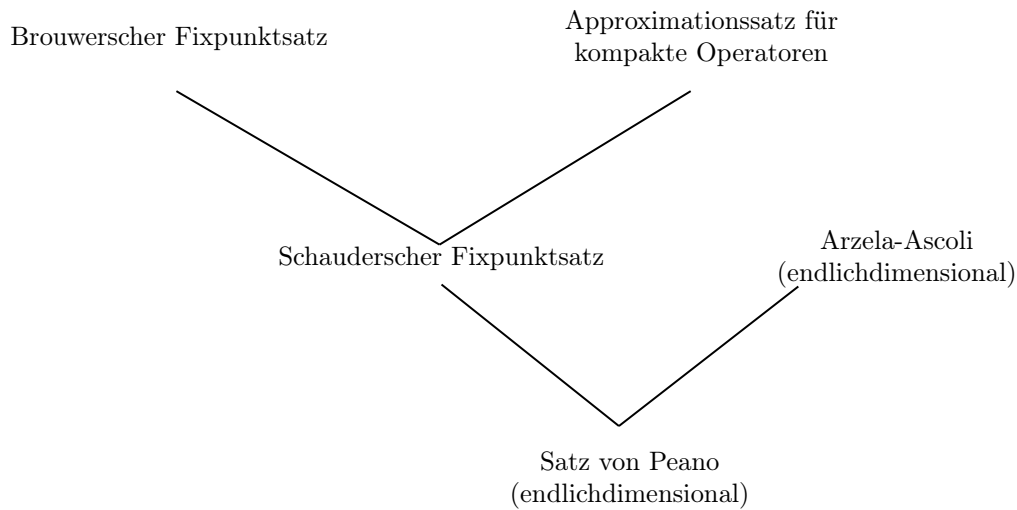 Brouwerscher Fixpunktsatz
Approximationssatz für
kompakte Operatoren
Schauderscher Fixpunktsatz
Arzela-Ascoli
(endlichdimensional)
Satz von Peano
(endlichdimensional)